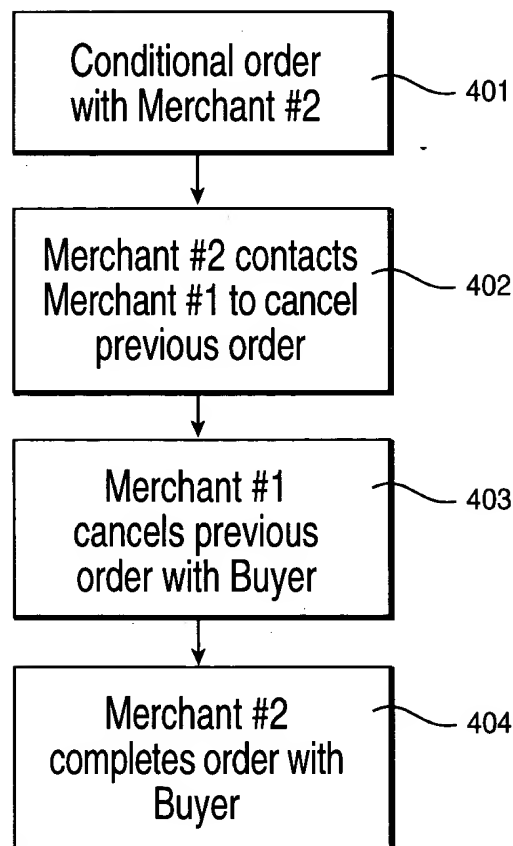 Conditional order
with Merchant #2
401
Merchant #2 contacts
Merchant #1 to cancel
previous order
402
Merchant #1
cancels previous
order with Buyer
403
Merchant #2
completes order with
Buyer
404